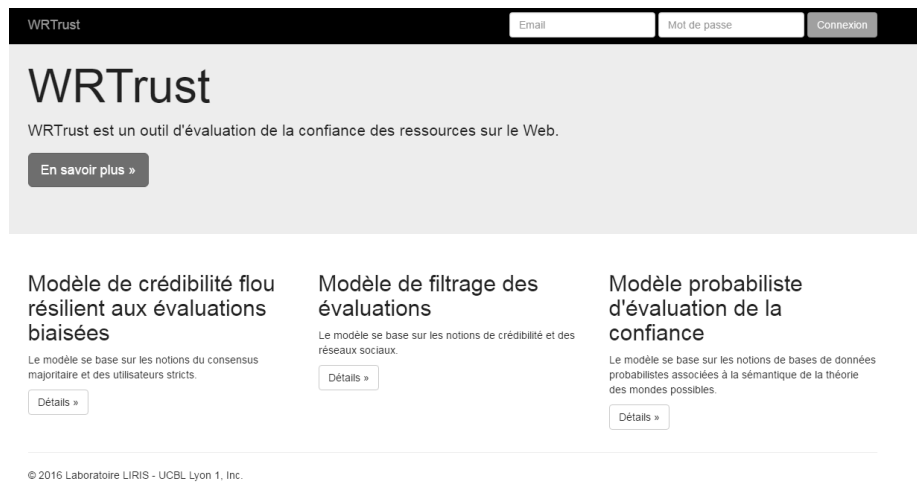 WRTrust
Email
Mot de passe
Connexion
WRTrust
WRTrust est un outil d'évaluation de la confiance des ressources sur le Web.
En savoir plus »
Modèle de crédibilité flou
résilient aux évaluations
biaisées
Le modèle se base sur les notions du consensus
majoritaire et des utilisateurs stricts.
Détails »
Modèle de filtrage des
évaluations
Le modèle se base sur les notions de crédibilité et des
réseaux sociaux.
Détails »
Modèle probabiliste
d'évaluation de la
confiance
Le modèle se base sur les notions de bases de données
probabilistes associées à la sémantique de la théorie
des mondes possibles.
Détails »
© 2016 Laboratoire LIRIS - UCBL Lyon 1, Inc.